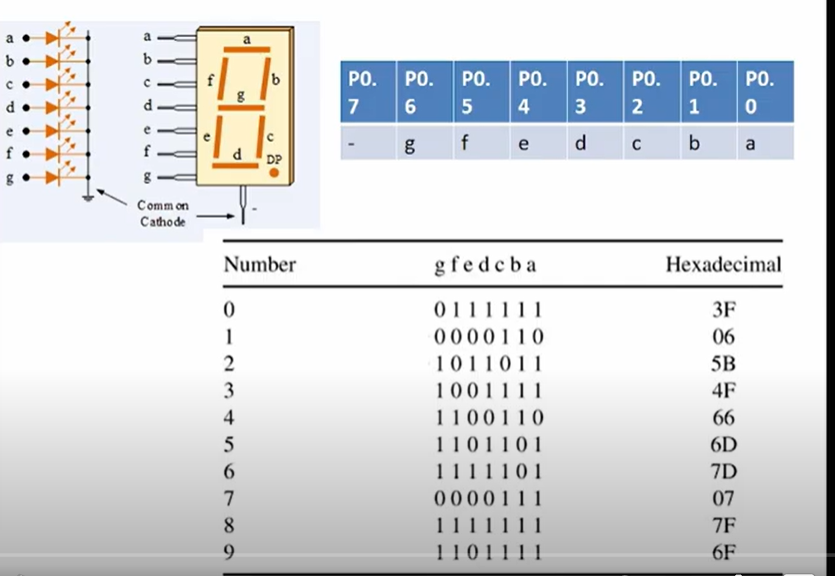 a
b
c
d
e
f
g
a
b
c
d
e
f
g
a
f
b
g
e
c
d
DP
Common
Cathode
-
P0. P0. P0. P0. P0. P0. P0. P0.
7 6 5 4 3 2 1 0
- g f e d c b a
Number g f e d c b a Hexadecimal
0 0 1 1 1 1 1 1 3F
1 0 0 0 0 1 1 0 06
2 1 0 1 1 0 1 1 5B
3 1 0 0 1 1 1 1 4F
4 1 1 0 0 1 1 0 66
5 1 1 0 1 1 0 1 6D
6 1 1 1 1 1 0 1 7D
7 0 0 0 0 1 1 1 07
8 1 1 1 1 1 1 1 7F
9 1 1 0 1 1 1 1 6F